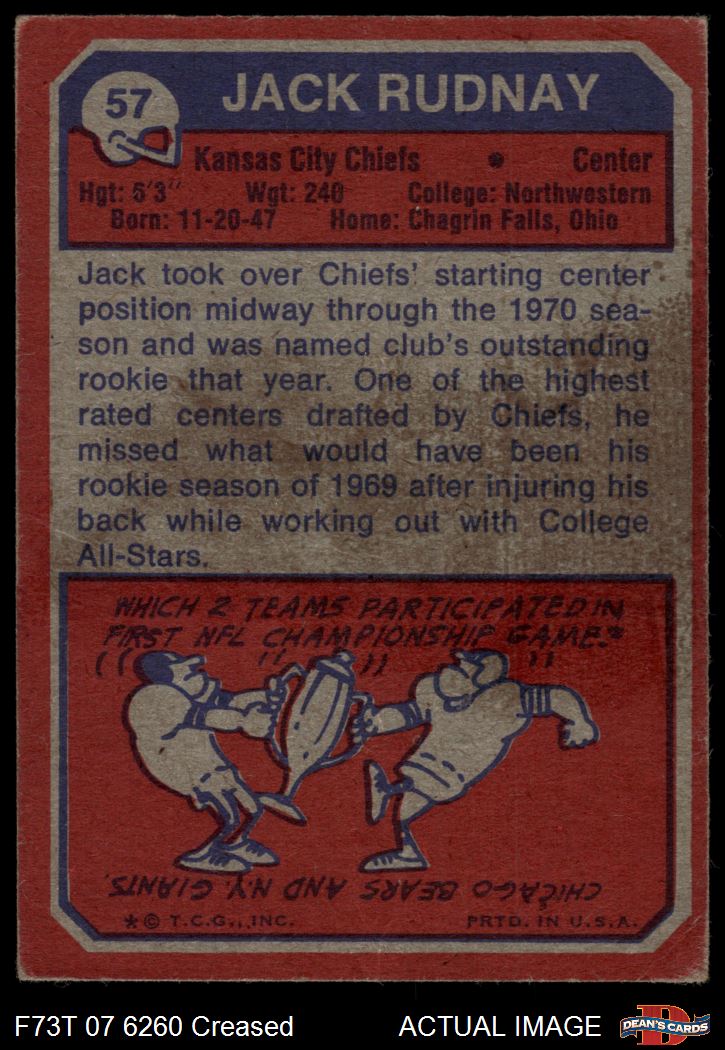 57
JACK RUDNAY
Kansas City Chiefs • Center
Hgt: 6'3" Wgt: 240 College: Northwestern
Born: 11-20-47 Home: Chagrin Falls, Ohio
Jack took over Chiefs' starting center
position midway through the 1970 sea-
son and was named club's outstanding
rookie that year. One of the highest
rated centers drafted by Chiefs, he
missed what would have been his
rookie season of 1969 after injuring his
back while working out with College
All-Stars.
WHICH 2 TEAMS PARTICIPATED IN
FIRST NFL CHAMPIONSHIP GAME?
CHICAGO BEARS AND N.Y. GIANTS.
* © T.C.G., INC. PRTD. IN U.S.A.
F73T 07 6260 Creased ACTUAL IMAGE
D
DEAN'S CARDS